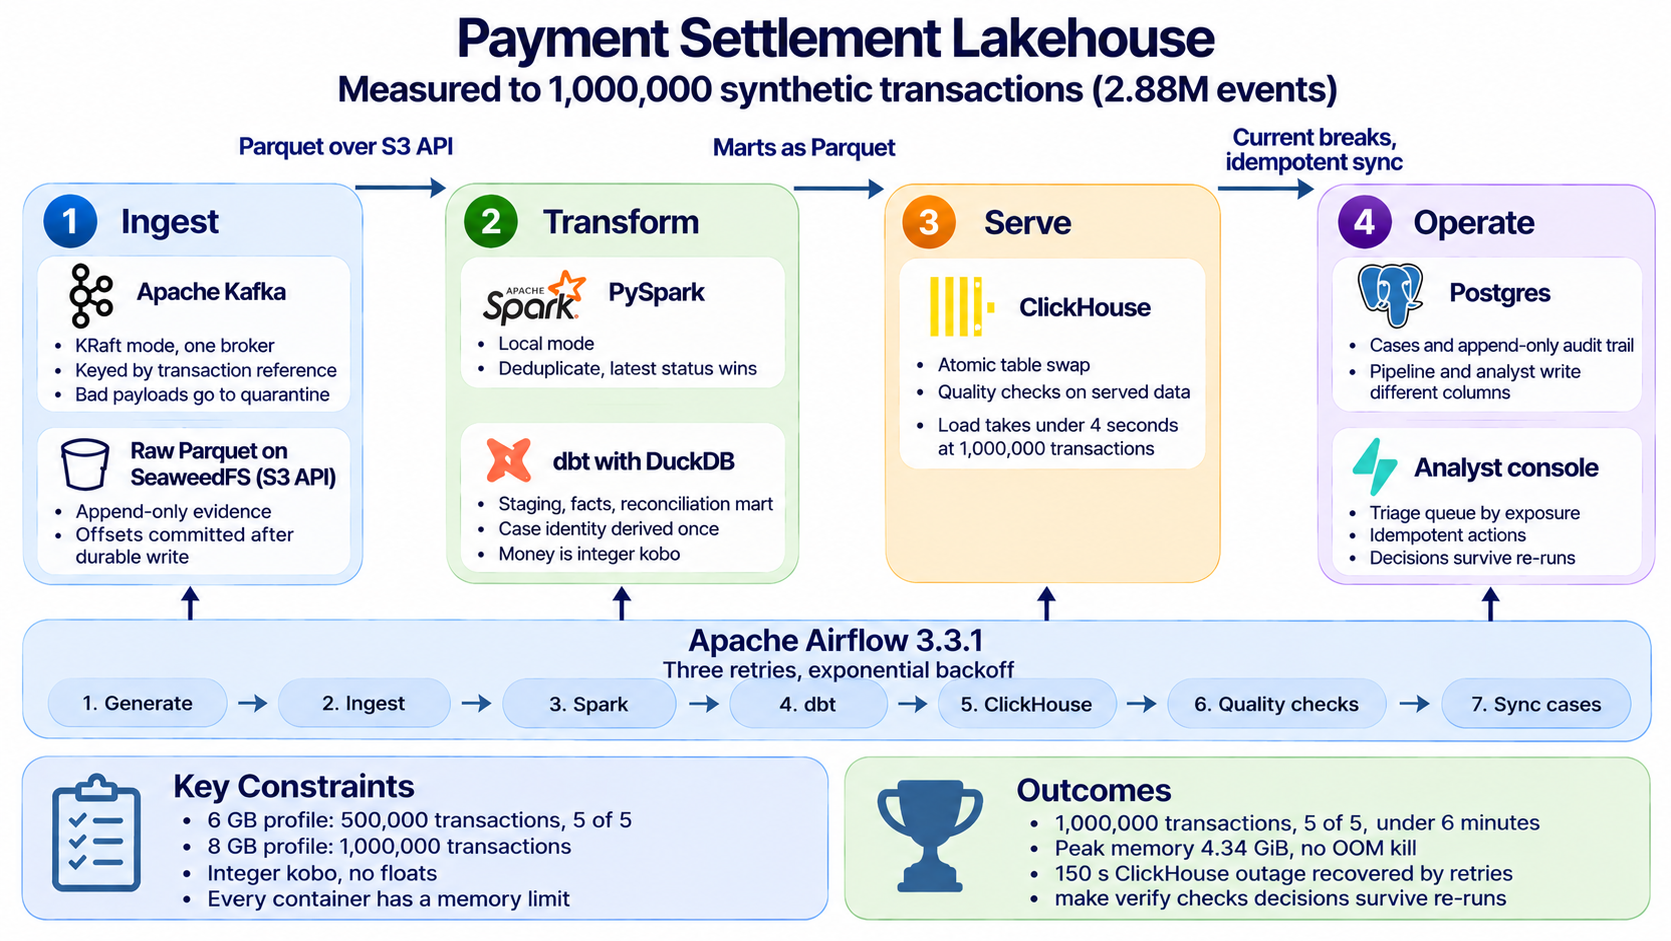 Payment Settlement Lakehouse
Measured to 1,000,000 synthetic transactions (2.88M events)
Parquet over S3 API
Marts as Parquet
Current breaks,
idempotent sync
1 Ingest
Apache Kafka
• KRaft mode, one broker
• Keyed by transaction reference
• Bad payloads go to quarantine
Raw Parquet on
SeaweedFS (S3 API)
• Append-only evidence
• Offsets committed after
durable write
2 Transform
APACHE
Spark
PySpark
• Local mode
• Deduplicate, latest status wins
dbt with DuckDB
• Staging, facts, reconciliation mart
• Case identity derived once
• Money is integer kobo
3 Serve
ClickHouse
• Atomic table swap
• Quality checks on served data
• Load takes under 4 seconds
at 1,000,000 transactions
4 Operate
Postgres
• Cases and append-only audit trail
• Pipeline and analyst write
different columns
Analyst console
• Triage queue by exposure
• Idempotent actions
• Decisions survive re-runs
Apache Airflow 3.3.1
Three retries, exponential backoff
1. Generate
2. Ingest
3. Spark
4. dbt
5. ClickHouse
6. Quality checks
7. Sync cases
Key Constraints
• 6 GB profile: 500,000 transactions, 5 of 5
• 8 GB profile: 1,000,000 transactions
• Integer kobo, no floats
• Every container has a memory limit
Outcomes
• 1,000,000 transactions, 5 of 5, under 6 minutes
• Peak memory 4.34 GiB, no OOM kill
• 150 s ClickHouse outage recovered by retries
• make verify checks decisions survive re-runs